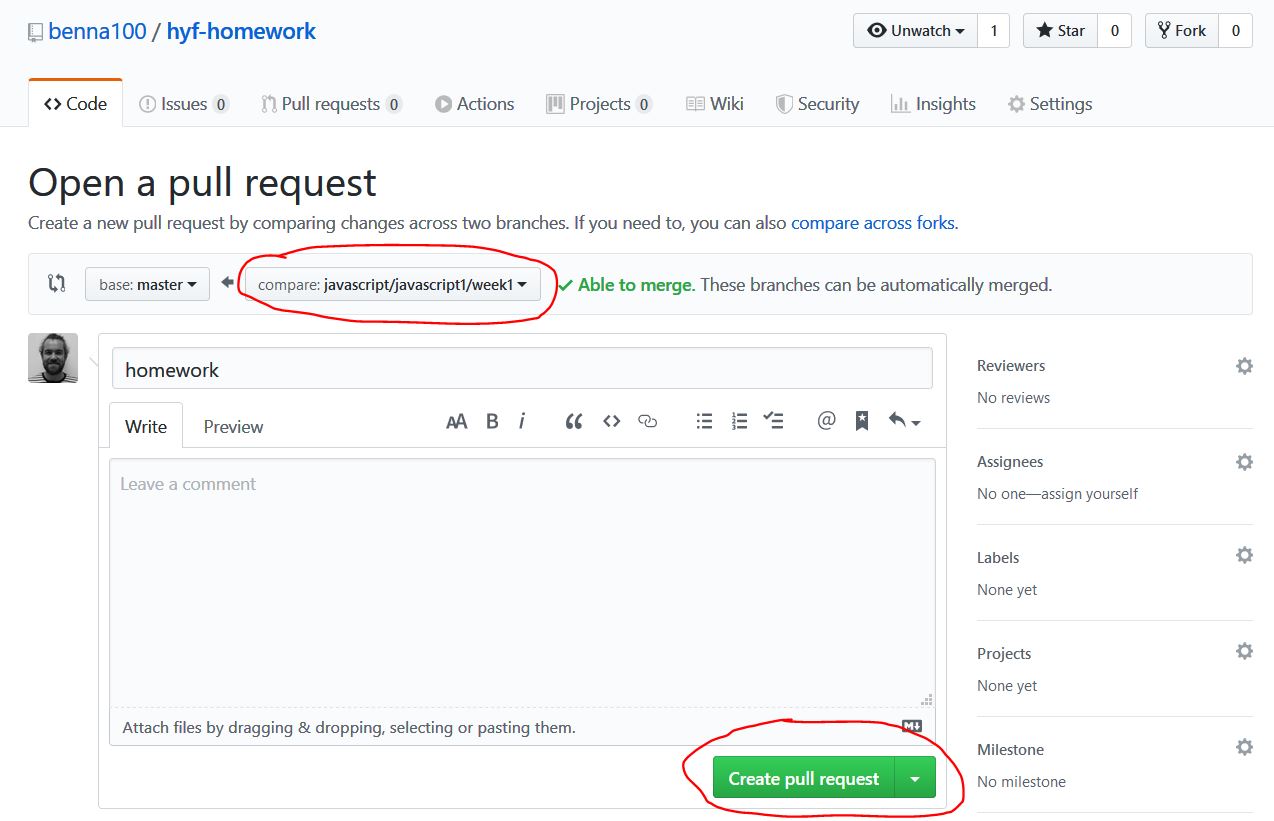 benna100 / hyf-homework Unwatch 1 Star 0 Fork 0
Code Issues 0 Pull requests 0 Actions Projects 0 Wiki Security Insights Settings
Open a pull request
Create a new pull request by comparing changes across two branches. If you need to, you can also compare across forks.
base: master compare: javascript/javascript1/week1 Able to merge. These branches can be automatically merged.
homework
Write Preview AA B i
Leave a comment
Attach files by dragging & dropping, selecting or pasting them.
Create pull request
Reviewers
No reviews
Assignees
No one—assign yourself
Labels
None yet
Projects
None yet
Milestone
No milestone